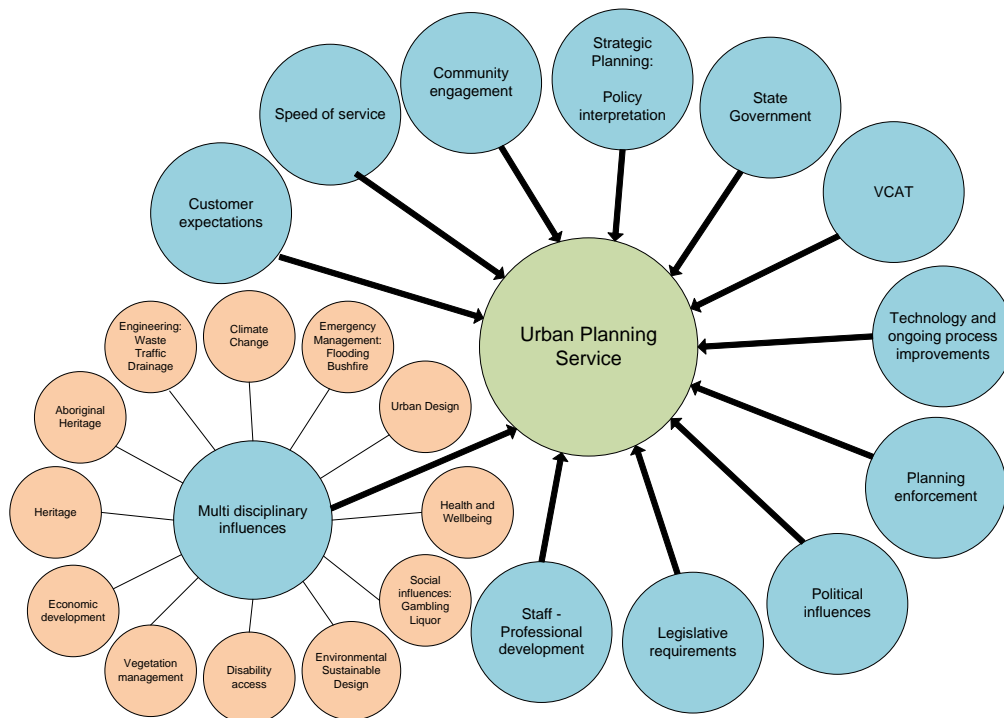 Strategic
Planning:
Policy
interpretation
Community
engagement
State
Government
Speed of service
VCAT
Customer
expectations
Urban Planning
Service
Technology and
ongoing process
improvements
Engineering:
Waste
Traffic
Drainage
Climate
Change
Emergency
Management:
Flooding
Bushfire
Urban Design
Aboriginal
Heritage
Multi disciplinary
influences
Heritage
Health and
Wellbeing
Planning
enforcement
Economic
development
Social
influences:
Gambling
Liquor
Political
influences
Staff -
Professional
development
Legislative
requirements
Vegetation
management
Disability
access
Environmental
Sustainable
Design